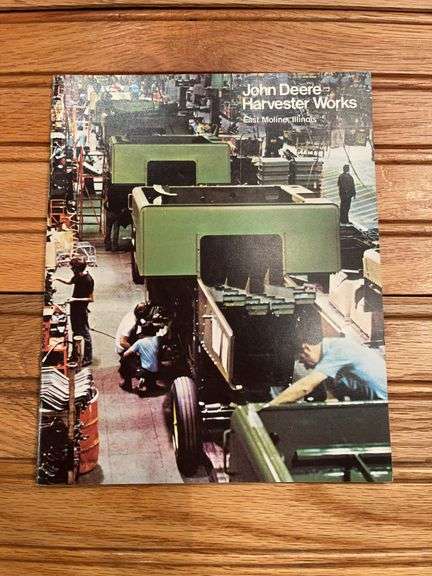 John Deere
Harvester Works
East Moline, Illinois